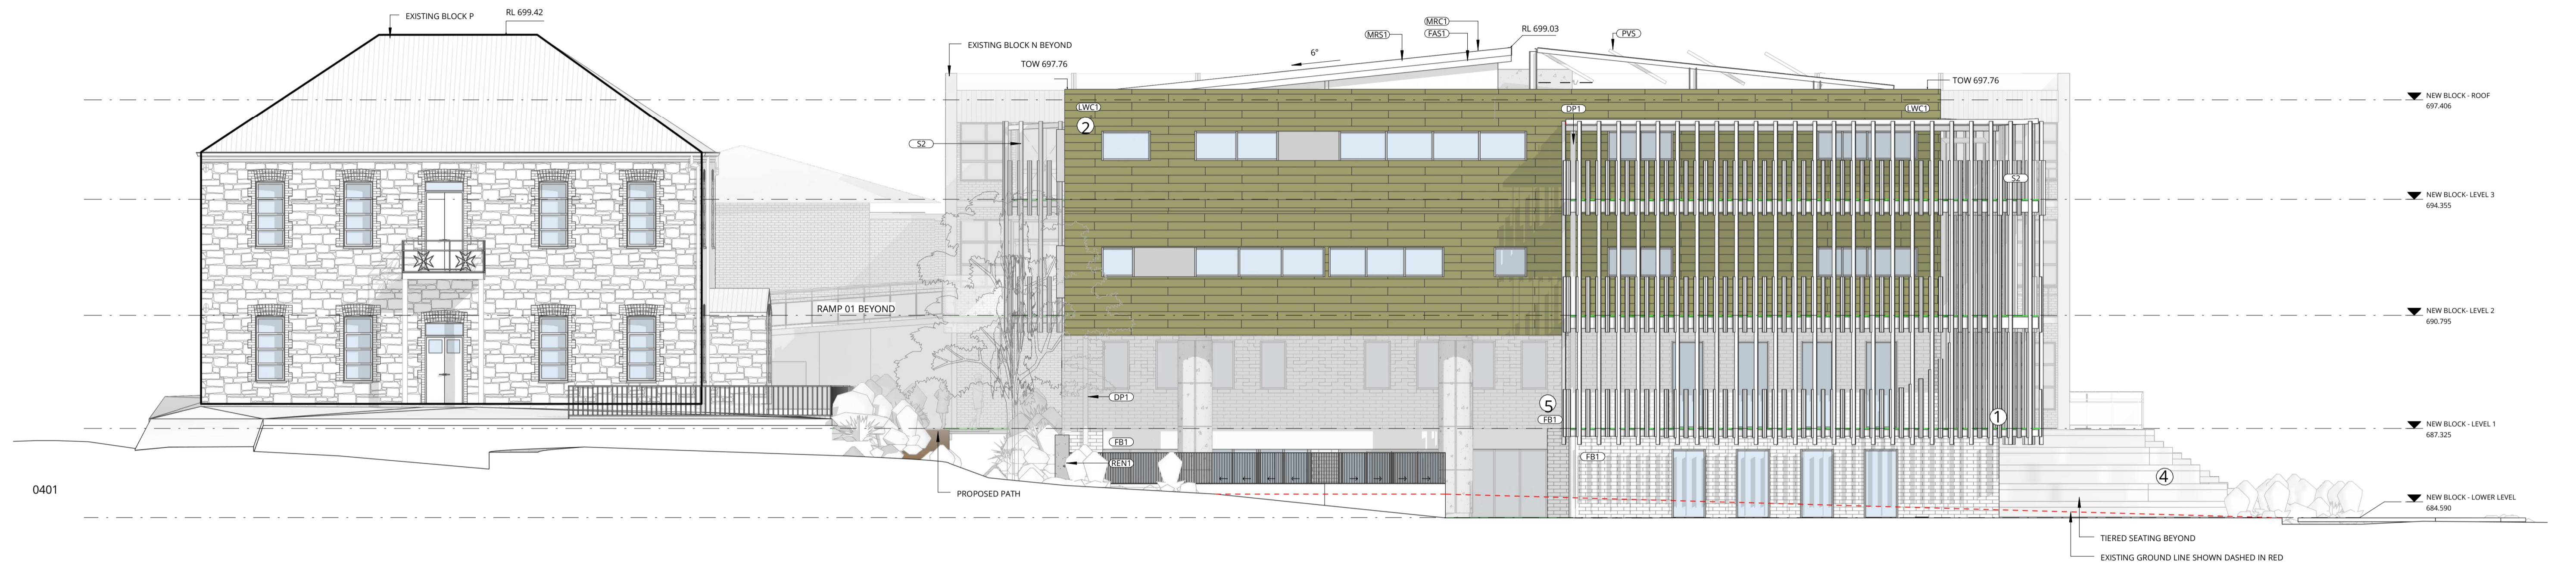 EXISTING BLOCK P
RL 699.42
EXISTING BLOCK N BEYOND
TOW 697.76
6°
MRS1
MRC1
FAS1
RL 699.03
PVS
TOW 697.76
NEW BLOCK - ROOF
697.406
LWC1
2
DP1
LWC1
S2
S2
NEW BLOCK- LEVEL 3
694.355
RAMP 01 BEYOND
NEW BLOCK- LEVEL 2
690.795
DP1
5
FB1
1
NEW BLOCK - LEVEL 1
687.325
FB1
REN1
FB1
4
0401
PROPOSED PATH
NEW BLOCK - LOWER LEVEL
684.590
TIERED SEATING BEYOND
EXISTING GROUND LINE SHOWN DASHED IN RED